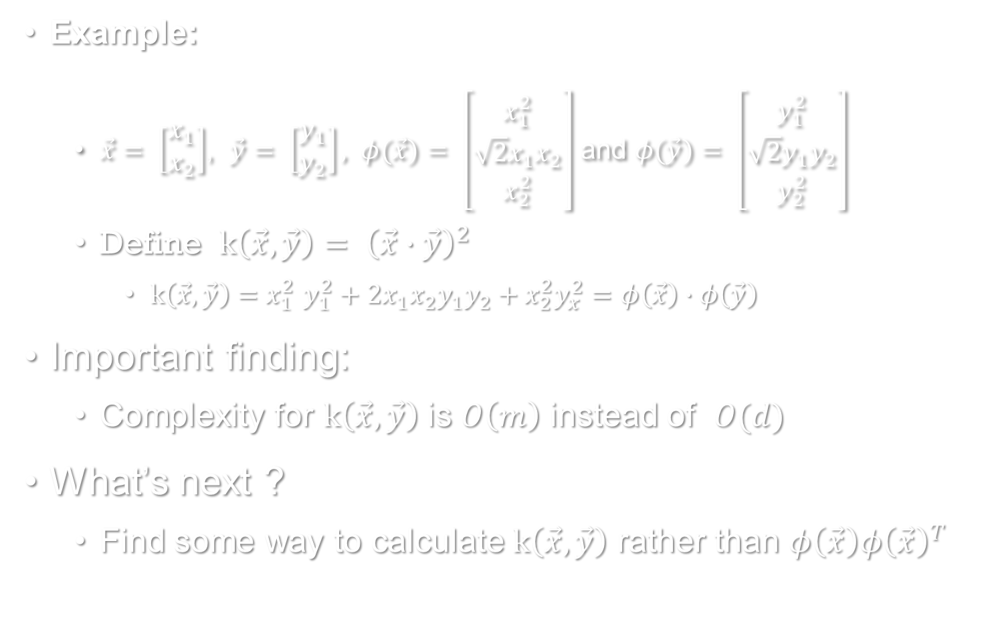 • Example:
• $\vec{x} = \begin{bmatrix} x_1 \\ x_2 \end{bmatrix}, \ \vec{y} = \begin{bmatrix} y_1 \\ y_2 \end{bmatrix}, \ \phi(\vec{x}) = \begin{bmatrix} x_1^2 \\ \sqrt{2}x_1x_2 \\ x_2^2 \end{bmatrix}$ and $\phi(\vec{y}) = \begin{bmatrix} y_1^2 \\ \sqrt{2}y_1y_2 \\ y_2^2 \end{bmatrix}$
• Define $\mathrm{k}(\vec{x}, \vec{y}) = (\vec{x} \cdot \vec{y})^2$
• $\mathrm{k}(\vec{x}, \vec{y}) = x_1^2 \ y_1^2 + 2x_1x_2y_1y_2 + x_2^2y_x^2 = \phi(\vec{x}) \cdot \phi(\vec{y})$
• Important finding:
• Complexity for $\mathrm{k}(\vec{x}, \vec{y})$ is $O(m)$ instead of $O(d)$
• What’s next ?
• Find some way to calculate $\mathrm{k}(\vec{x}, \vec{y})$ rather than $\phi(\vec{x})\phi(\vec{x})^T$